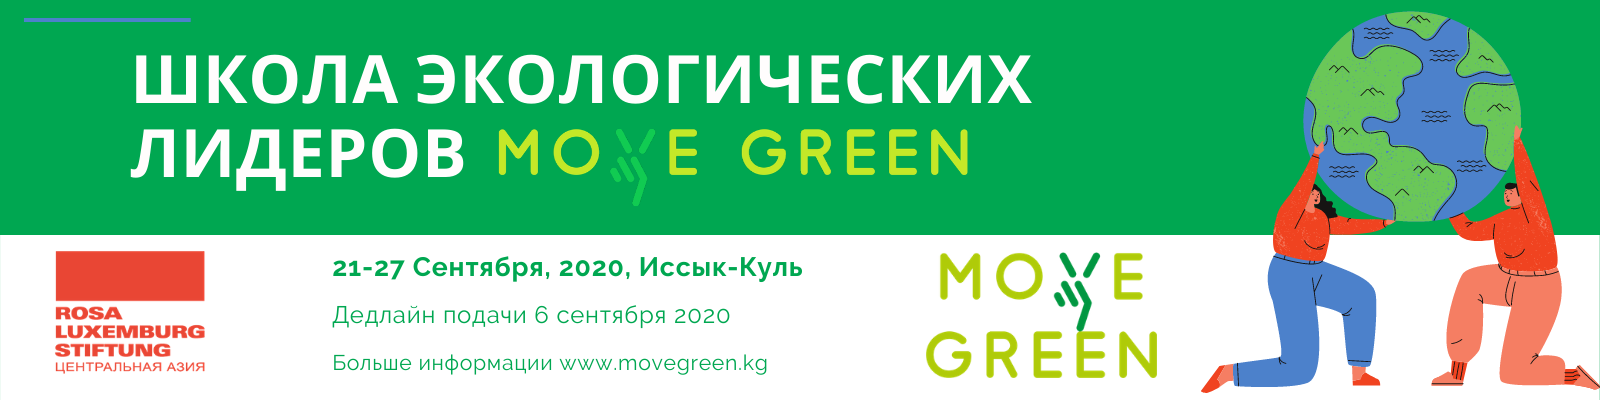 ШКОЛА ЭКОЛОГИЧЕСКИХ
ЛИДЕРОВ MOVE GREEN
ROSA
LUXEMBURG
STIFTUNG
ЦЕНТРАЛЬНАЯ АЗИЯ
21-27 Сентября, 2020, Иссык-Куль
Дедлайн подачи 6 сентября 2020
Больше информации www.movegreen.kg
MOVE
GREEN